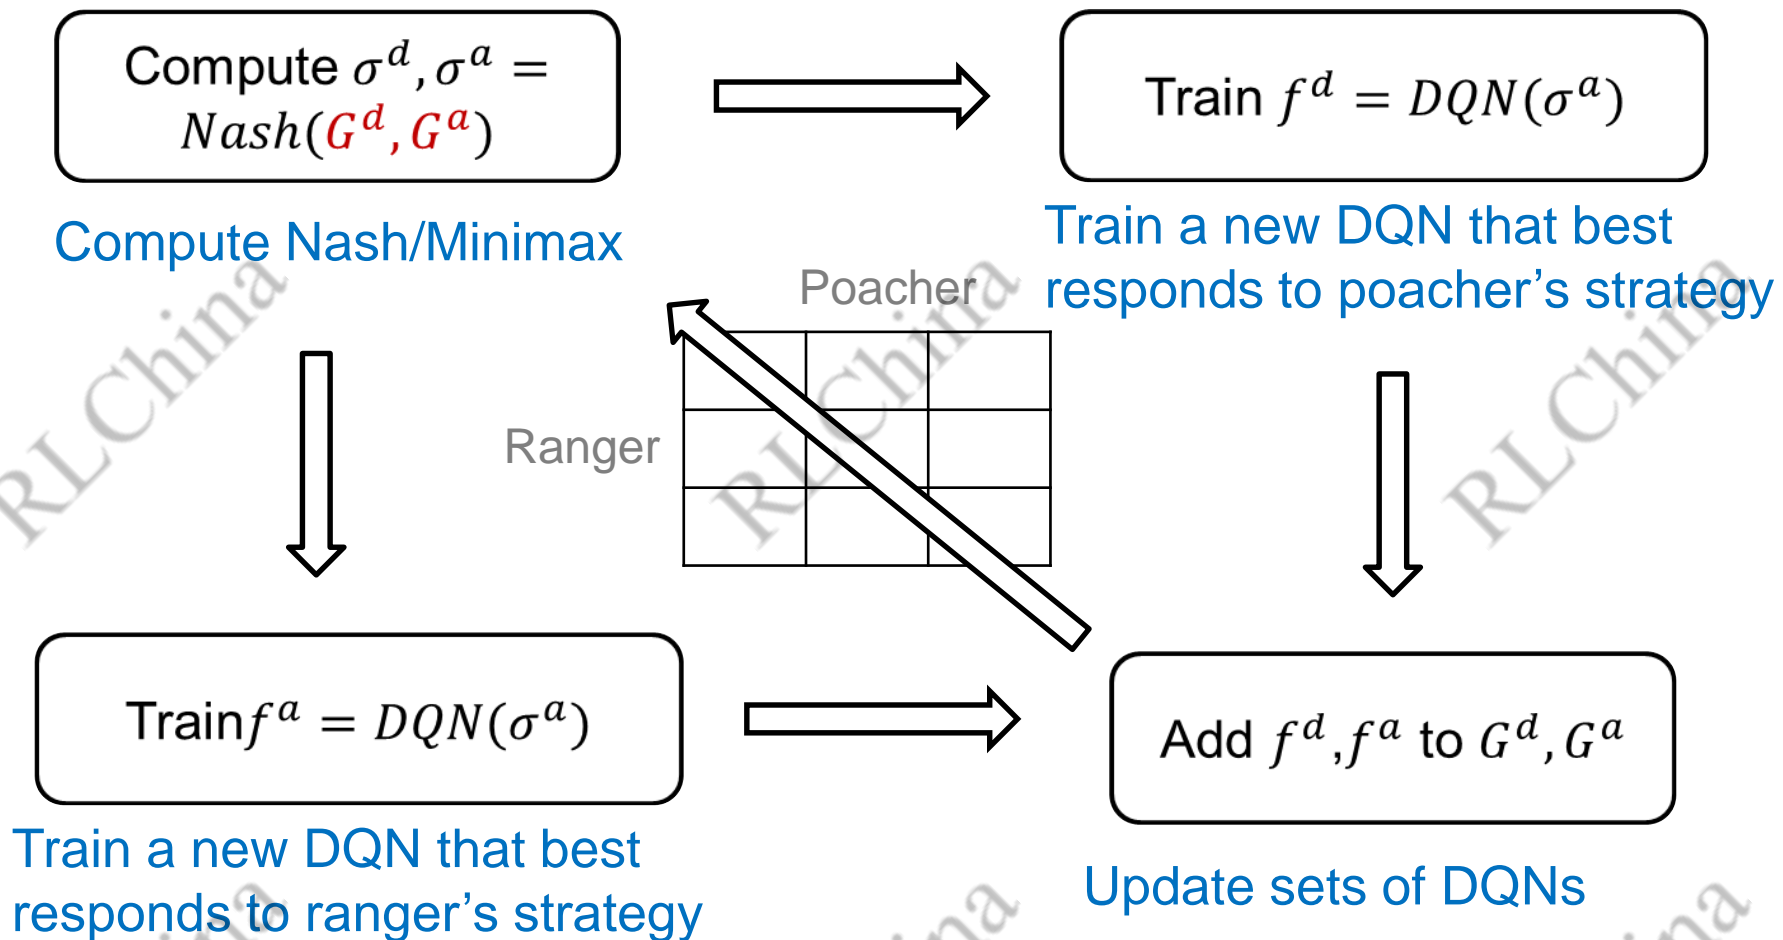 Compute σ^d, σ^a =
Nash(G^d, G^a)
Compute Nash/Minimax
Train f^d = DQN(σ^a)
Train a new DQN that best
responds to poacher's strategy
Poacher
Ranger
Trainf^a = DQN(σ^a)
Train a new DQN that best
responds to ranger's strategy
Add f^d,f^a to G^d, G^a
Update sets of DQNs
RLChina
RLChina
RLChina